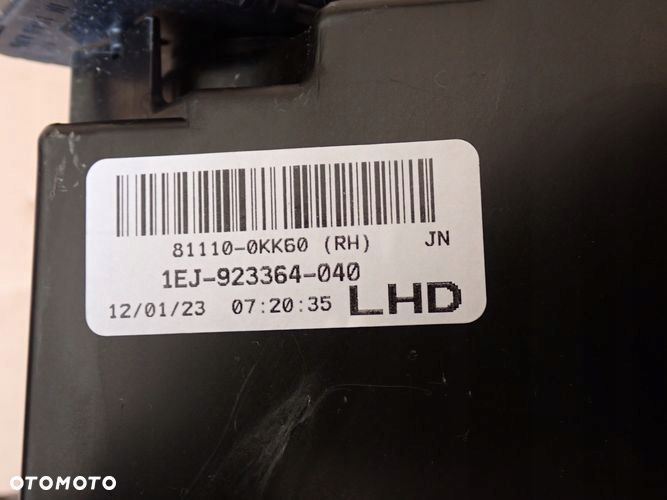 81110-0KK60 (RH) JN
1EJ-923364-040
12/01/23 07:20:35 LHD
OTOMOTO